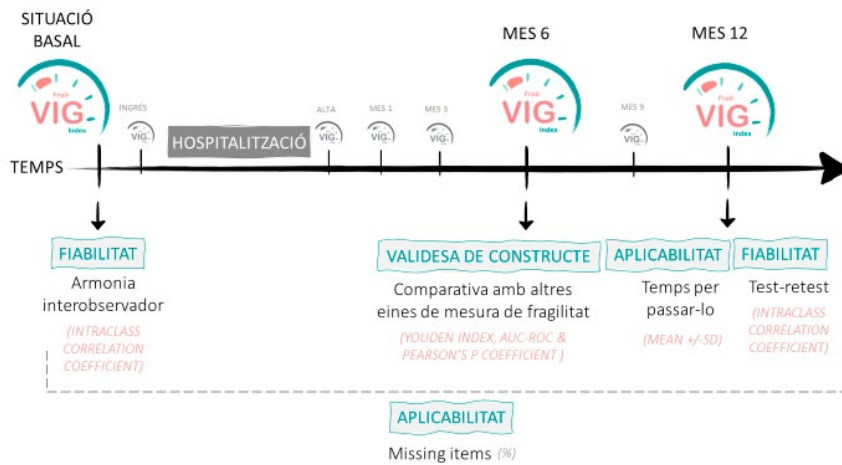 SITUACIÓ
BASAL
MES 6
MES 12
Frail-
VIG
Index
Frail-
VIG
Index
Frail-
VIG
Index
INGRÉS
VIG
ALTA
VIG
MES 1
VIG
MES 3
VIG
MES 9
VIG
HOSPITALITZACIÓ
TEMPS
FIABILITAT
Armonia
interobservador
(INTRACLASS
CORRELATION
COEFFICIENT)
VALIDESA DE CONSTRUCTE
Comparativa amb altres
eines de mesura de fragilitat
(YOUDEN INDEX, AUC-ROC &
PEARSON'S P COEFFICIENT )
APLICABILITAT
Temps per
passar-lo
(MEAN +/-SD)
FIABILITAT
Test-retest
(INTRACLASS
CORRELATION
COEFFICIENT)
APLICABILITAT
Missing items (%)